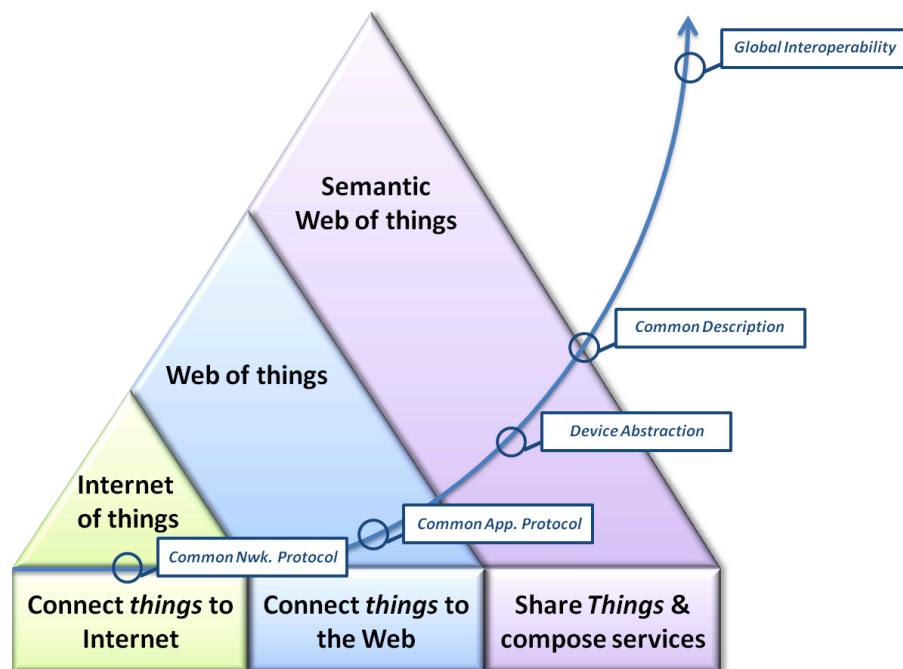 Global Interoperability
Semantic
Web of things
Common Description
Web of things
Device Abstraction
Internet
of things
Common App. Protocol
Common Nwk. Protocol
Connect things to
Internet
Connect things to
the Web
Share Things &
compose services